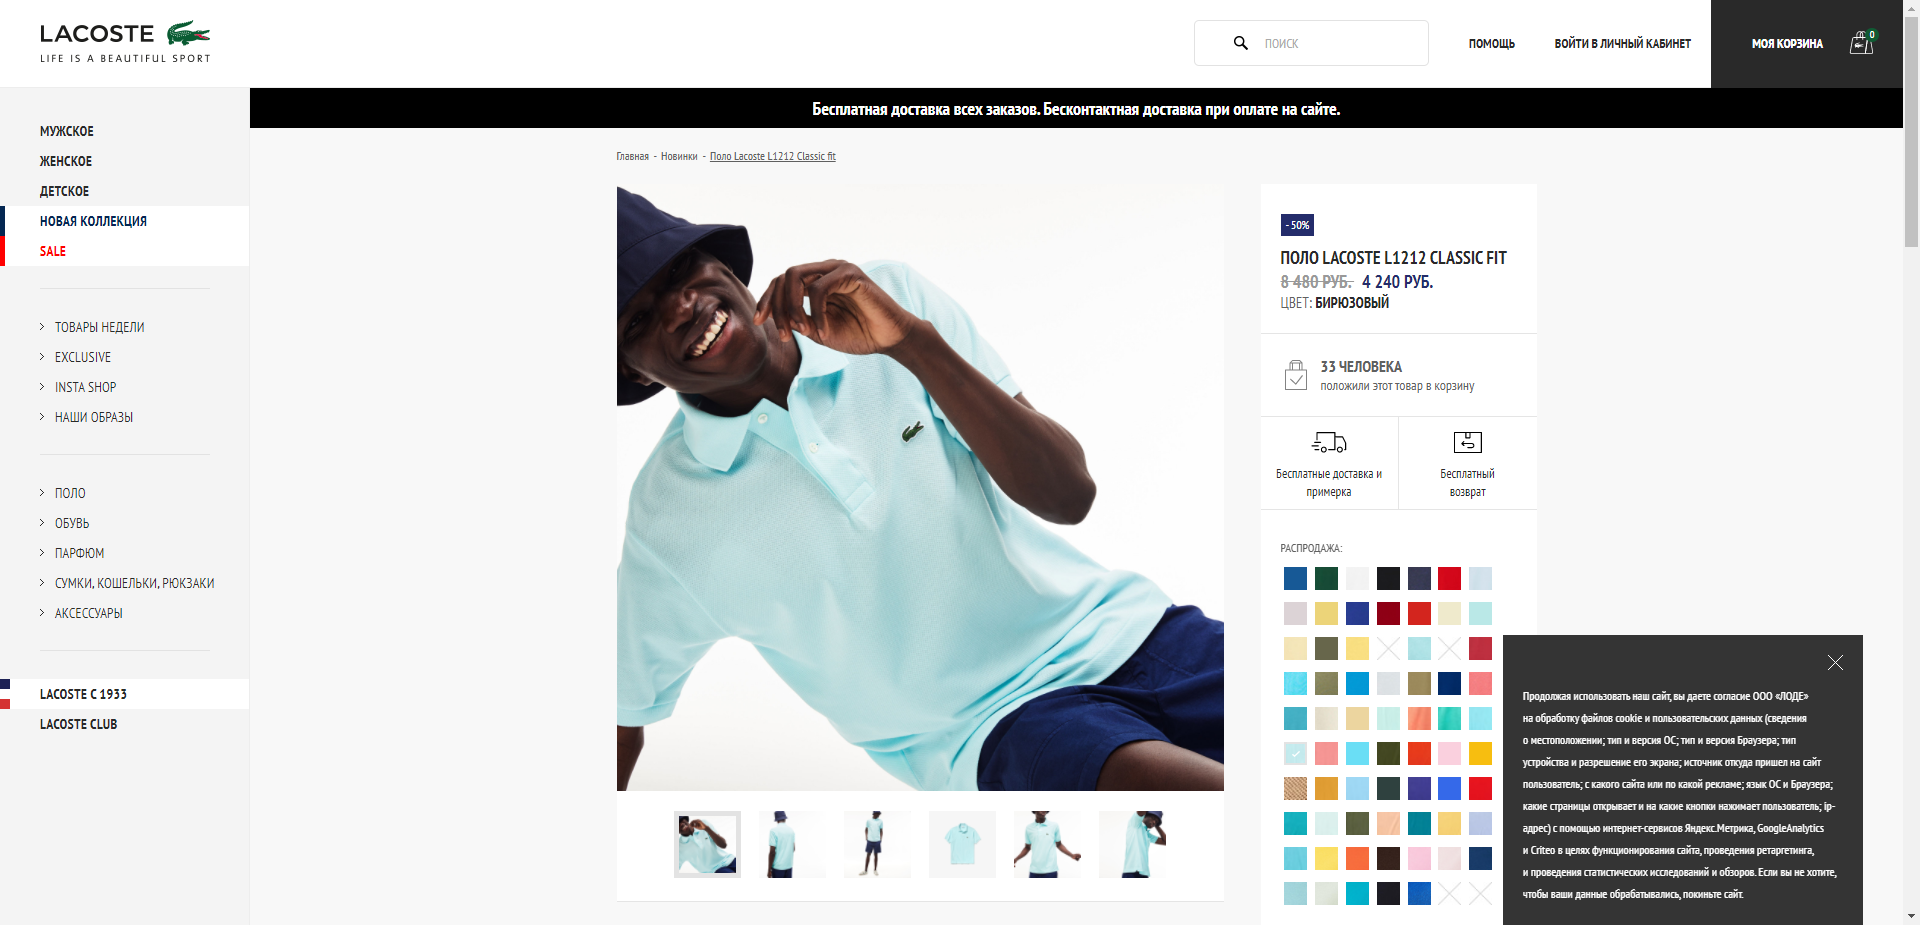 LACOSTE
LIFE IS A BEAUTIFUL SPORT
ПОИСК
ПОМОЩЬ
ВОЙТИ В ЛИЧНЫЙ КАБИНЕТ
МОЯ КОРЗИНА
0
Бесплатная доставка всех заказов. Бесконтактная доставка при оплате на сайте.
МУЖСКОЕ
ЖЕНСКОЕ
ДЕТСКОЕ
НОВАЯ КОЛЛЕКЦИЯ
SALE
ТОВАРЫ НЕДЕЛИ
EXCLUSIVE
INSTA SHOP
НАШИ ОБРАЗЫ
ПОЛО
ОБУВЬ
ПАРФЮМ
СУМКИ, КОШЕЛЬКИ, РЮКЗАКИ
АКСЕССУАРЫ
LACOSTE С 1933
LACOSTE CLUB
Главная - Новинки - Поло Lacoste L1212 Classic fit
- 50%
ПОЛО LACOSTE L1212 CLASSIC FIT
8 480 РУБ. 4 240 РУБ.
ЦВЕТ: БИРЮЗОВЫЙ
33 ЧЕЛОВЕКА
положили этот товар в корзину
Бесплатные доставка и
примерка
Бесплатный
возврат
РАСПРОДАЖА:
Продолжая использовать наш сайт, вы даете согласие ООО «ЛОДЕ»
на обработку файлов cookie и пользовательских данных (сведения
о местоположении; тип и версия ОС; тип и версия Браузера; тип
устройства и разрешение его экрана; источник откуда пришел на сайт
пользователь; с какого сайта или по какой рекламе; язык ОС и Браузера;
какие страницы открывает и на какие кнопки нажимает пользователь; ip-
адрес) с помощью интернет-сервисов Яндекс.Метрика, GoogleAnalytics
и Criteo в целях функционирования сайта, проведения ретаргетинга,
и проведения статистических исследований и обзоров. Если вы не хотите,
чтобы ваши данные обрабатывались, покиньте сайт.